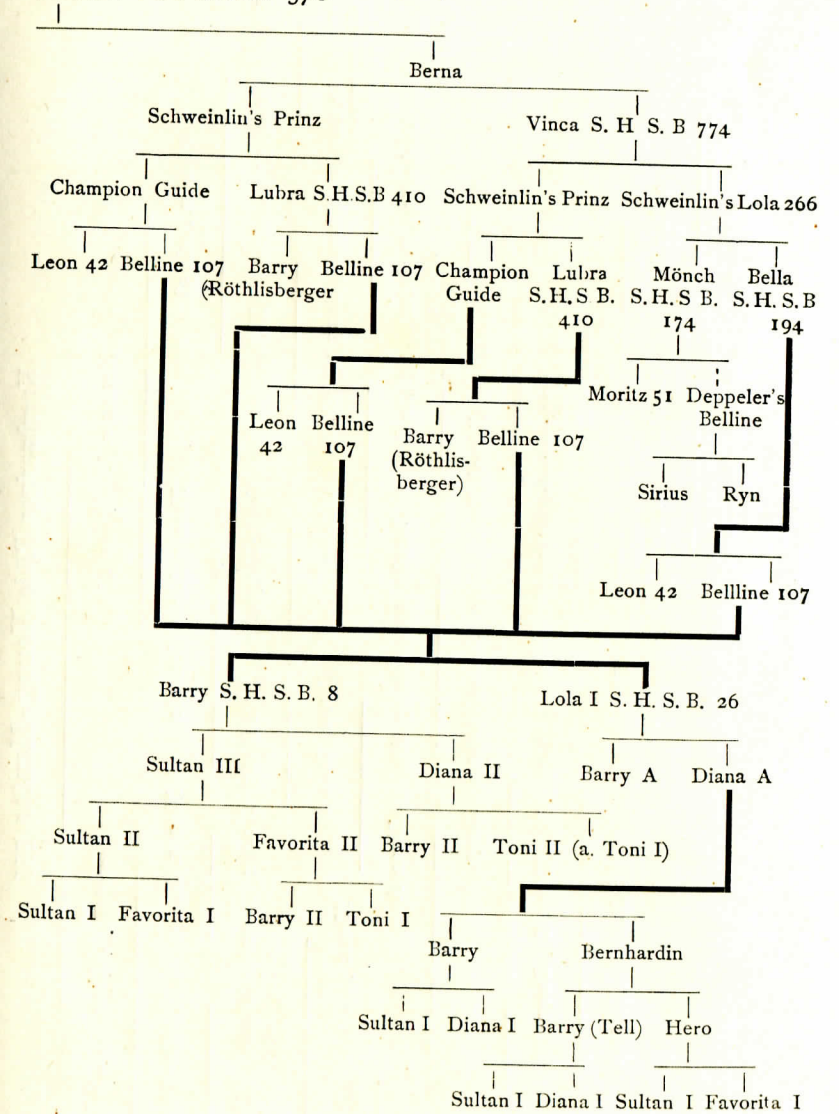 Berna
Schweinlin's Prinz Vinca S. H S. B 774
Champion Guide Lubra S.H.S.B 410 Schweinlin's Prinz Schweinlin's Lola 266
Leon 42 Belline 107 Barry Belline 107 Champion Lubra Mönch Bella
(Röthlisberger Guide S.H.S B. S.H.S B. S.H.S.B
410 174 194
Moritz 51 Deppeler's
Leon Belline Belline
42 107 Barry Belline 107
(Röthlis-
berger) Sirius Ryn
Leon 42 Bellline 107
Barry S. H. S. B. 8 Lola I S. H. S. B. 26
Sultan III Diana II Barry A Diana A
Sultan II Favorita II Barry II Toni II (a. Toni I)
Sultan I Favorita I Barry II Toni I
Barry Bernhardin
Sultan I Diana I Barry (Tell) Hero
Sultan I Diana I Sultan I Favorita I